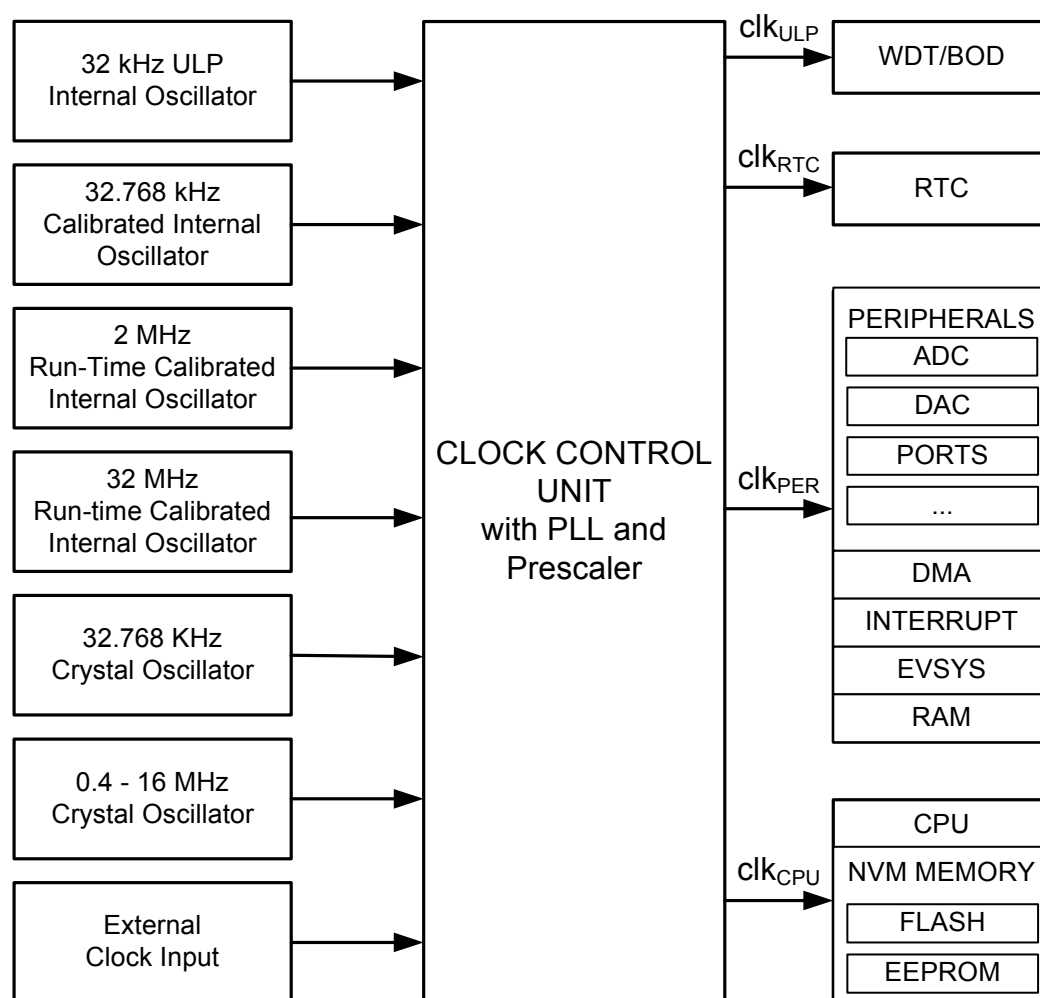 32 kHz ULP
Internal Oscillator
32.768 kHz
Calibrated Internal
Oscillator
2 MHz
Run-Time Calibrated
Internal Oscillator
32 MHz
Run-time Calibrated
Internal Oscillator
32.768 KHz
Crystal Oscillator
0.4 - 16 MHz
Crystal Oscillator
External
Clock Input
CLOCK CONTROL
UNIT
with PLL and
Prescaler
clkULP
clkRTC
clkPER
clkCPU
WDT/BOD
RTC
PERIPHERALS
ADC
DAC
PORTS
...
DMA
INTERRUPT
EVSYS
RAM
CPU
NVM MEMORY
FLASH
EEPROM